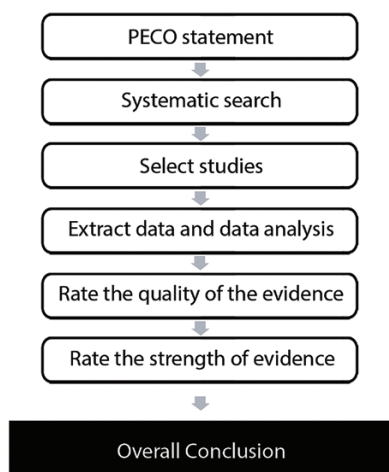 PECO statement
Systematic search
Select studies
Extract data and data analysis
Rate the quality of the evidence
Rate the strength of evidence
Overall Conclusion